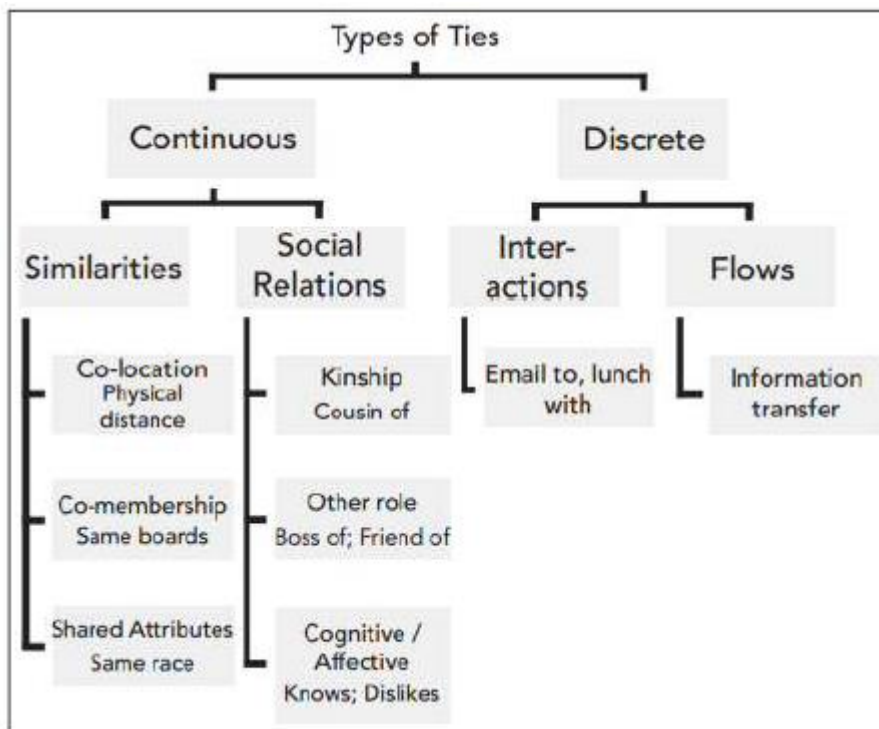 Types of Ties
Continuous
Discrete
Similarities
Social
Relations
Inter-
actions
Flows
Co-location
Physical
distance
Kinship
Cousin of
Email to, lunch
with
Information
transfer
Co-membership
Same boards
Other role
Boss of; Friend of
Shared Attributes
Same race
Cognitive /
Affective
Knows; Dislikes